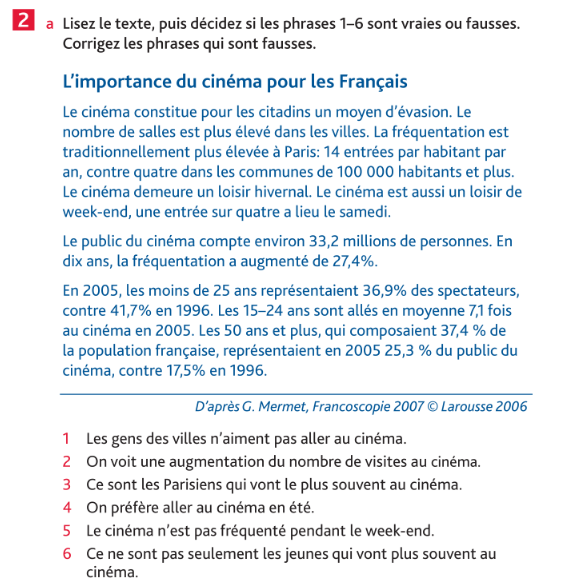 2 a Lisez le texte, puis décidez si les phrases 1–6 sont vraies ou fausses.
Corrigez les phrases qui sont fausses.
L'importance du cinéma pour les Français
Le cinéma constitue pour les citadins un moyen d'évasion. Le
nombre de salles est plus élevé dans les villes. La fréquentation est
traditionnellement plus élevée à Paris: 14 entrées par habitant par
an, contre quatre dans les communes de 100 000 habitants et plus.
Le cinéma demeure un loisir hivernal. Le cinéma est aussi un loisir de
week-end, une entrée sur quatre a lieu le samedi.
Le public du cinéma compte environ 33,2 millions de personnes. En
dix ans, la fréquentation a augmenté de 27,4%.
En 2005, les moins de 25 ans représentaient 36,9% des spectateurs,
contre 41,7% en 1996. Les 15–24 ans sont allés en moyenne 7,1 fois
au cinéma en 2005. Les 50 ans et plus, qui composaient 37,4 % de
la population française, représentaient en 2005 25,3 % du public du
cinéma, contre 17,5% en 1996.
D'après G. Mermet, Francoscopie 2007 © Larousse 2006
1 Les gens des villes n'aiment pas aller au cinéma.
2 On voit une augmentation du nombre de visites au cinéma.
3 Ce sont les Parisiens qui vont le plus souvent au cinéma.
4 On préfère aller au cinéma en été.
5 Le cinéma n'est pas fréquenté pendant le week-end.
6 Ce ne sont pas seulement les jeunes qui vont plus souvent au
cinéma.